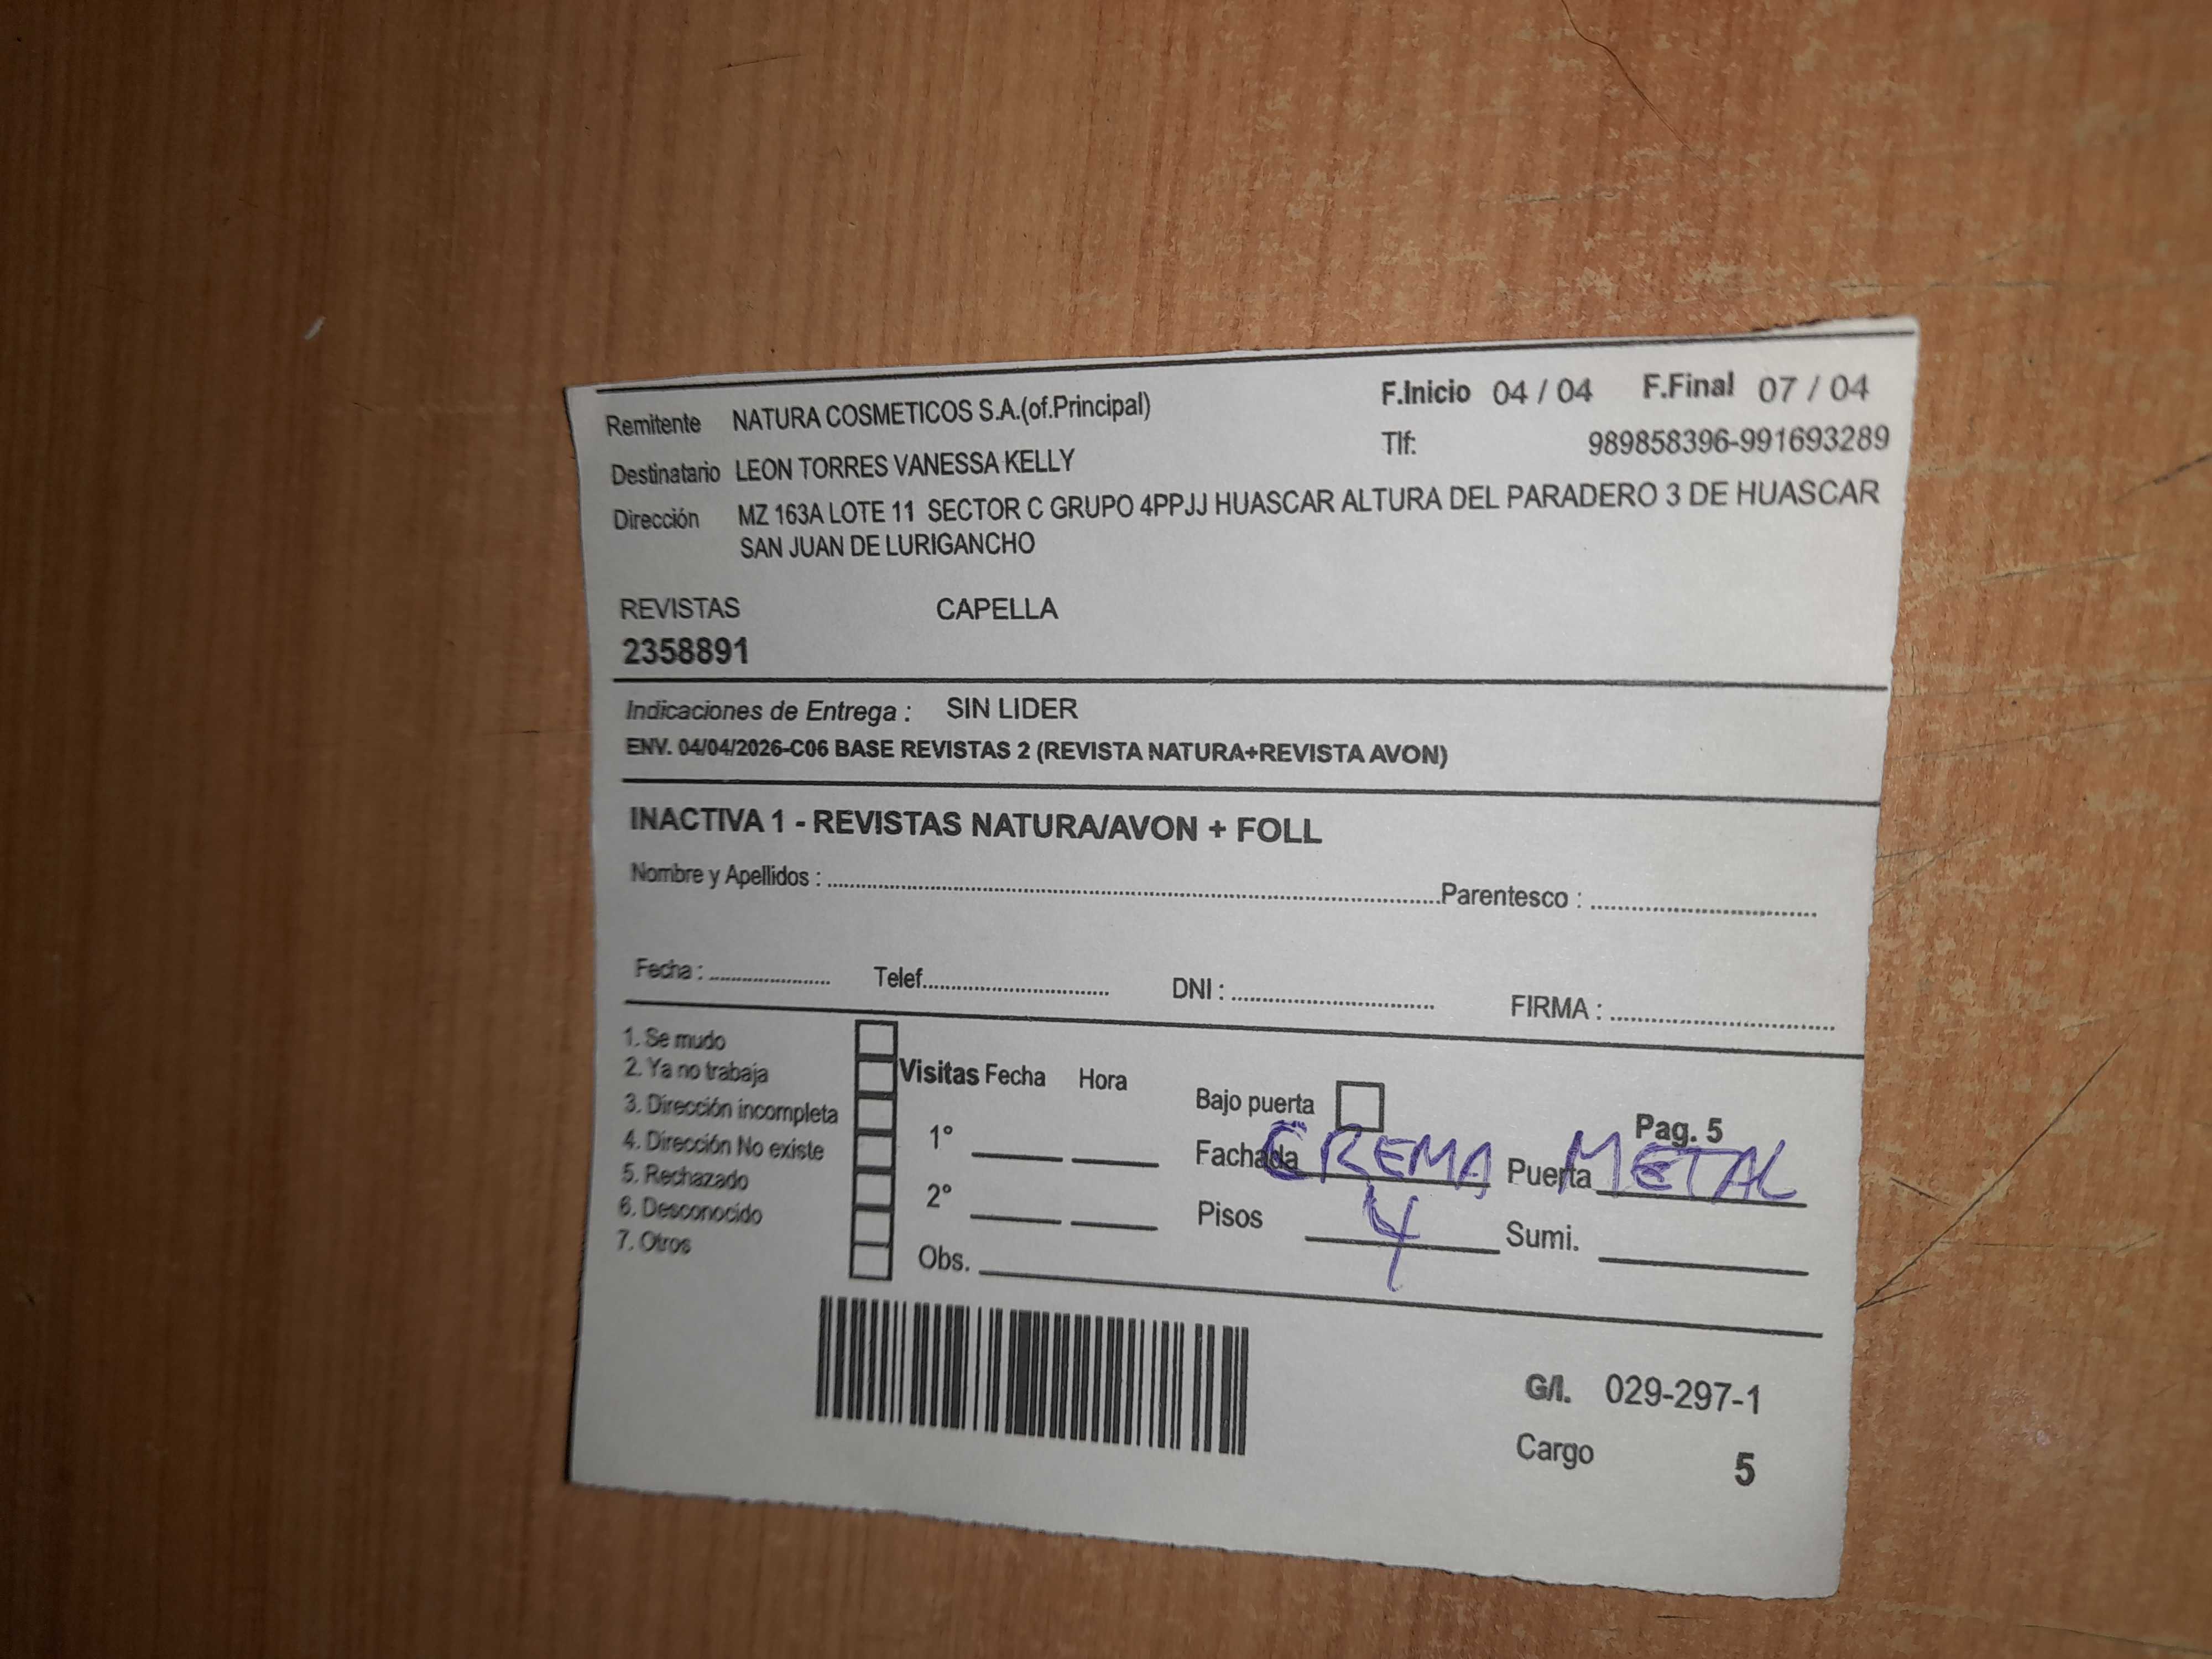 Remitente NATURA COSMETICOS S.A.(of.Principal) F.Inicio 04 / 04 F.Final 07 / 04
Destinatario LEON TORRES VANESSA KELLY Tlf: 989858396-991693289
Dirección MZ 163A LOTE 11 SECTOR C GRUPO 4PPJJ HUASCAR ALTURA DEL PARADERO 3 DE HUASCAR
SAN JUAN DE LURIGANCHO
REVISTAS CAPELLA
2358891
Indicaciones de Entrega : SIN LIDER
ENV. 04/04/2026-C06 BASE REVISTAS 2 (REVISTA NATURA+REVISTA AVON)
INACTIVA 1 - REVISTAS NATURA/AVON + FOLL
Nombre y Apellidos : Parentesco :
Fecha : Telef. DNI : FIRMA :
1. Se mudo
2. Ya no trabaja
3. Dirección incompleta
4. Dirección No existe
5. Rechazado
6. Desconocido
7. Otros
Visitas Fecha Hora
1°
2°
Obs.
Bajo puerta
Pag. 5
Fachada CREMA Puerta METAL
Pisos 4 Sumi.
G/I. 029-297-1
Cargo 5